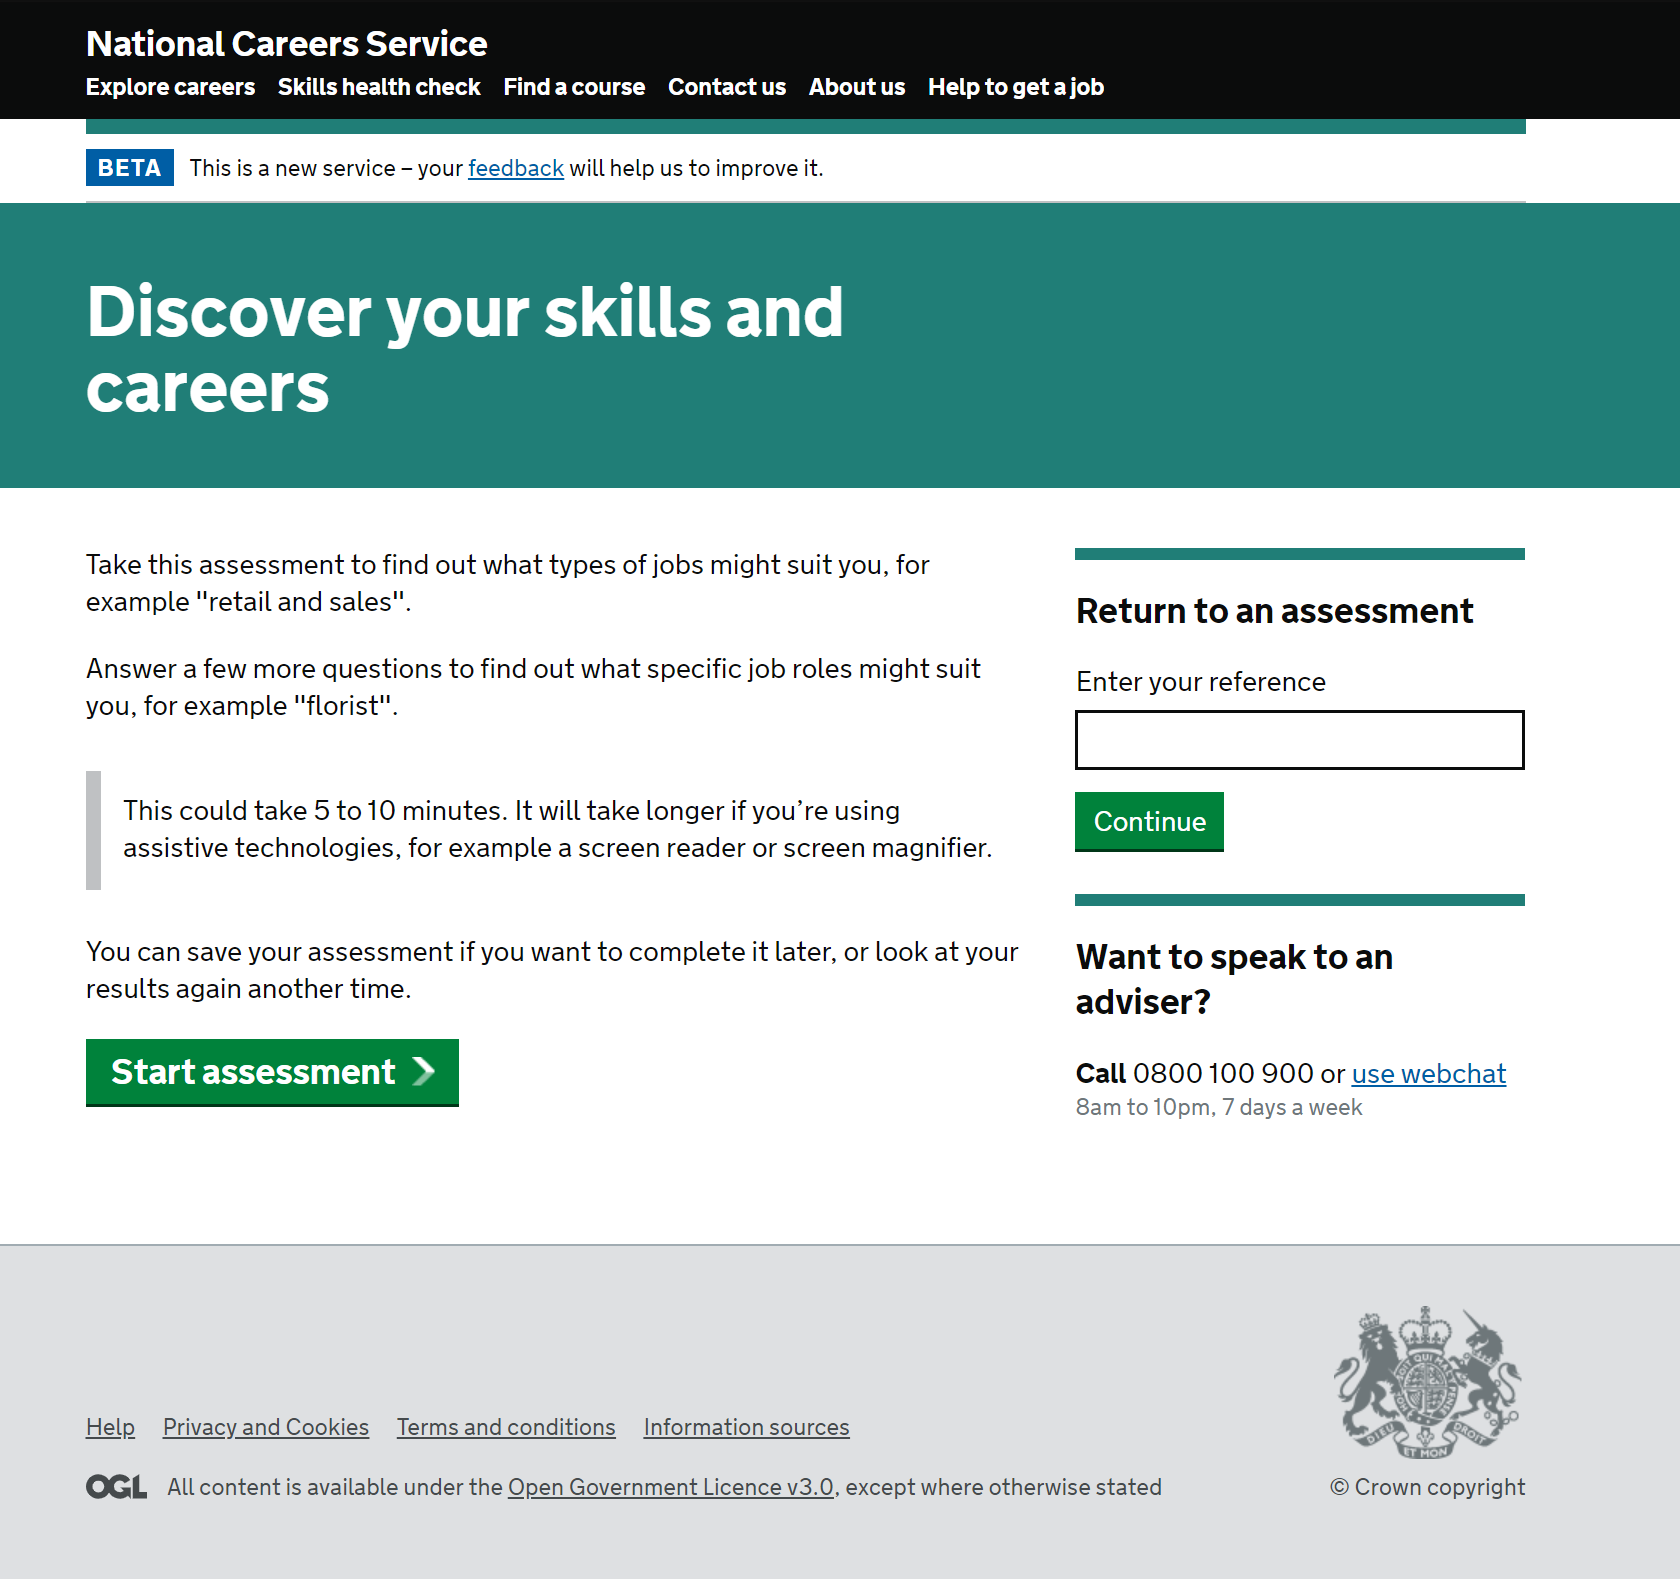 National Careers Service
Explore careers Skills health check Find a course Contact us About us Help to get a job
BETA This is a new service – your feedback will help us to improve it.
Discover your skills and
careers
Take this assessment to find out what types of jobs might suit you, for
example "retail and sales".
Answer a few more questions to find out what specific job roles might suit
you, for example "florist".
This could take 5 to 10 minutes. It will take longer if you’re using
assistive technologies, for example a screen reader or screen magnifier.
You can save your assessment if you want to complete it later, or look at your
results again another time.
Start assessment
Return to an assessment
Enter your reference
Continue
Want to speak to an
adviser?
Call 0800 100 900 or use webchat
8am to 10pm, 7 days a week
Help Privacy and Cookies Terms and conditions Information sources
OGL All content is available under the Open Government Licence v3.0, except where otherwise stated
DIEU ET MON DROIT
© Crown copyright